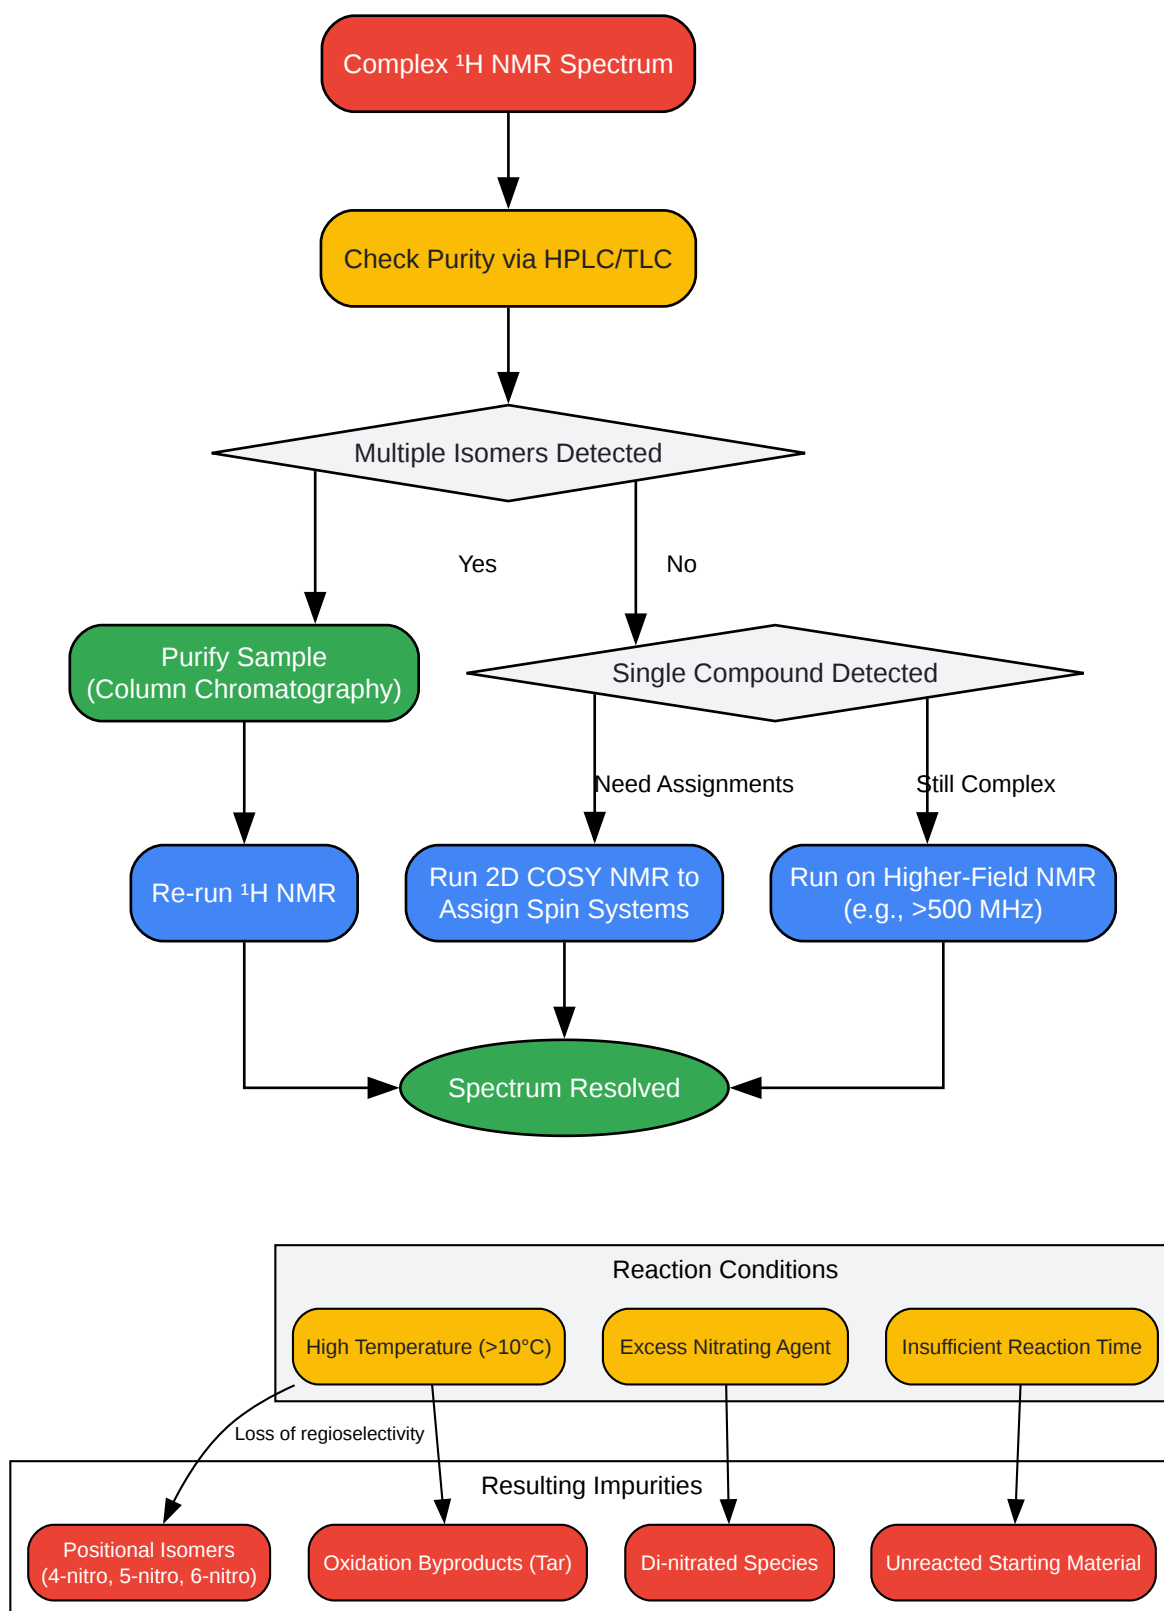 Complex ¹H NMR Spectrum
Check Purity via HPLC/TLC
Multiple Isomers Detected
Yes
No
Purify Sample
(Column Chromatography)
Single Compound Detected
Need Assignments
Still Complex
Re-run ¹H NMR
Run 2D COSY NMR to
Assign Spin Systems
Run on Higher-Field NMR
(e.g., >500 MHz)
Spectrum Resolved
Reaction Conditions
High Temperature (>10°C)
Excess Nitrating Agent
Insufficient Reaction Time
Loss of regioselectivity
Resulting Impurities
Positional Isomers
(4-nitro, 5-nitro, 6-nitro)
Oxidation Byproducts (Tar)
Di-nitrated Species
Unreacted Starting Material